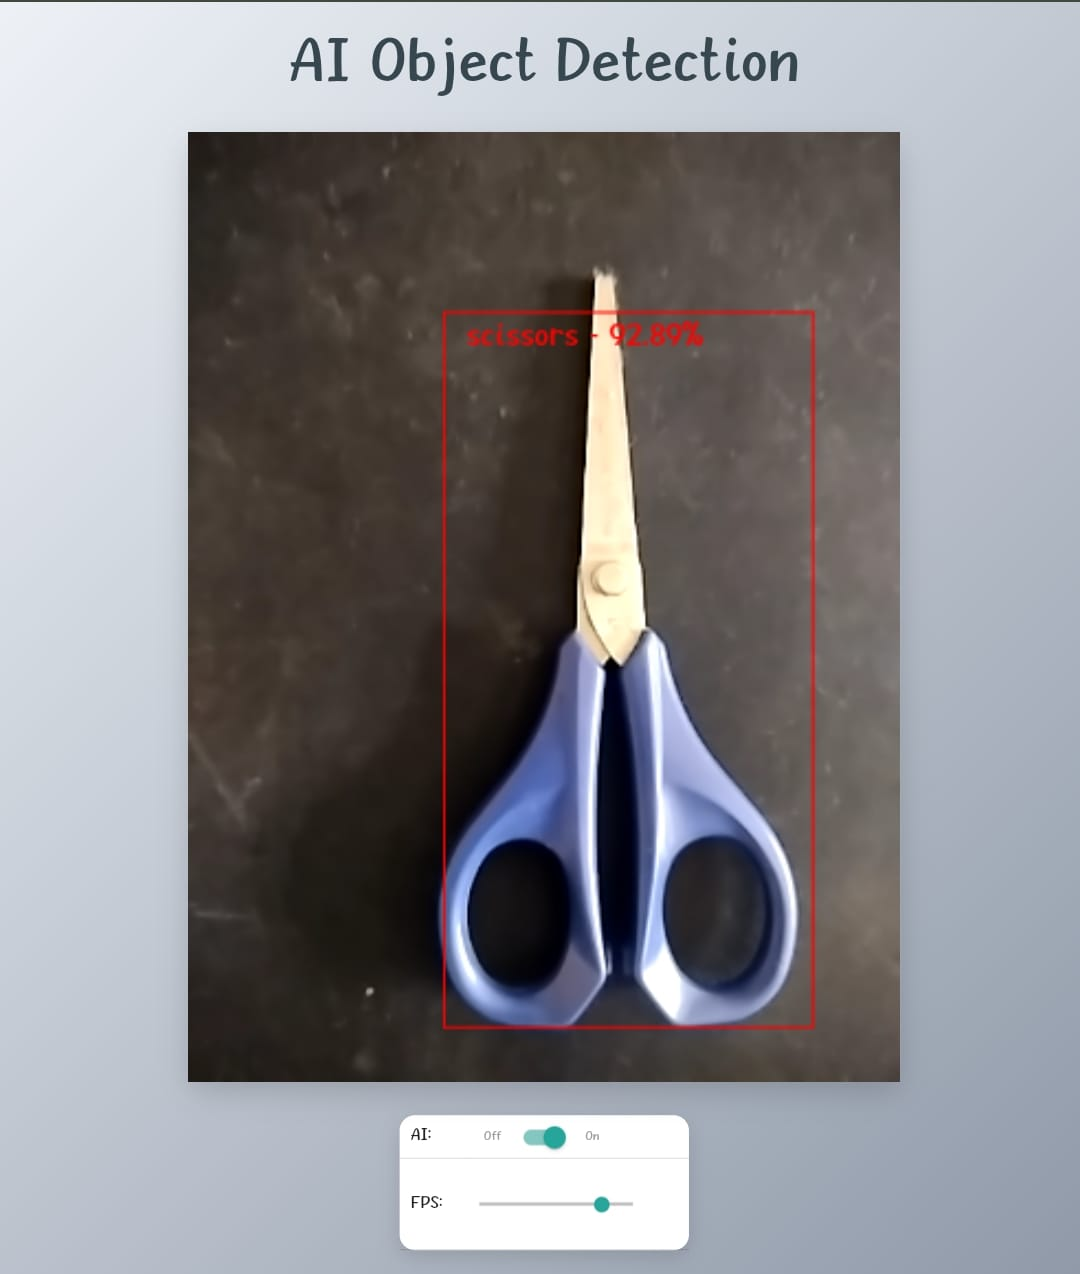 AI Object Detection
scissors - 92.89%
AI: Off On
FPS: